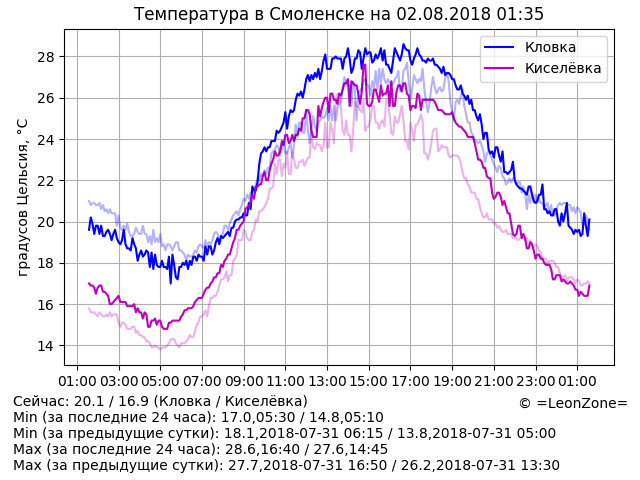 Температура в Смоленске на 02.08.2018 01:35
градусов Цельсия, °C
28
26
24
22
20
18
16
14
Кловка
Киселёвка
01:00 03:00 05:00 07:00 09:00 11:00 13:00 15:00 17:00 19:00 21:00 23:00 01:00
Сейчас: 20.1 / 16.9 (Кловка / Киселёвка)
© =LeonZone=
Min (за последние 24 часа): 17.0,05:30 / 14.8,05:10
Min (за предыдущие сутки): 18.1,2018-07-31 06:15 / 13.8,2018-07-31 05:00
Max (за последние 24 часа): 28.6,16:40 / 27.6,14:45
Max (за предыдущие сутки): 27.7,2018-07-31 16:50 / 26.2,2018-07-31 13:30